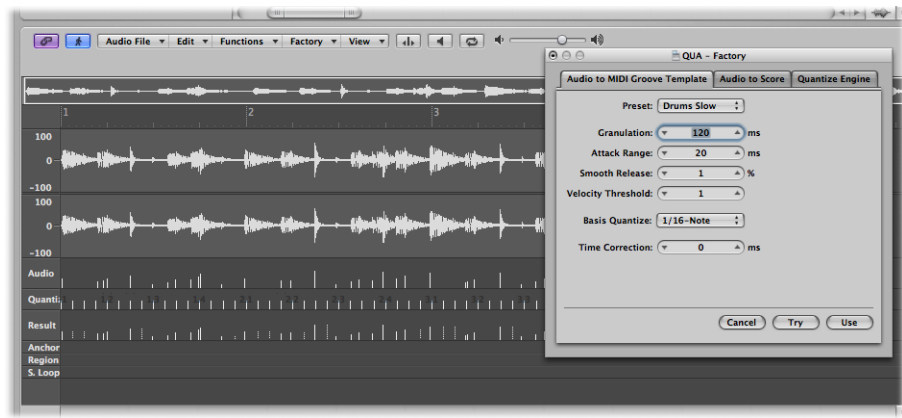 Audio File Edit Functions Factory View
QUA – Factory
Audio to MIDI Groove Template Audio to Score Quantize Engine
Preset: Drums Slow
Granulation: 120 ms
Attack Range: 20 ms
Smooth Release: 1 %
Velocity Threshold: 1
Basis Quantize: 1/16-Note
Time Correction: 0 ms
Cancel Try Use
1 2 3
100
0
-100
100
0
-100
Audio
Quanti
Result
Anchor
Region
S. Loop